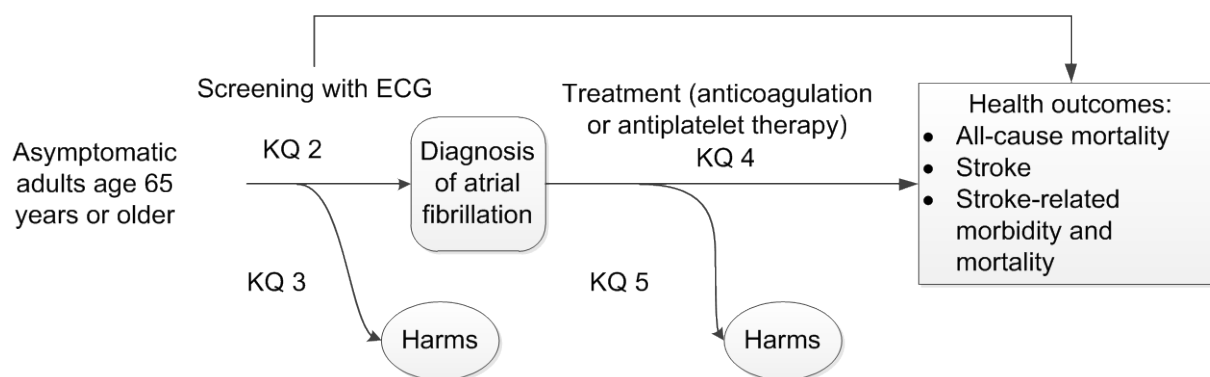 Screening with ECG
Asymptomatic
adults age 65
years or older
KQ 2
KQ 3
Diagnosis
of atrial
fibrillation
Harms
Treatment (anticoagulation
or antiplatelet therapy)
KQ 4
KQ 5
Harms
Health outcomes:
• All-cause mortality
• Stroke
• Stroke-related
morbidity and
mortality